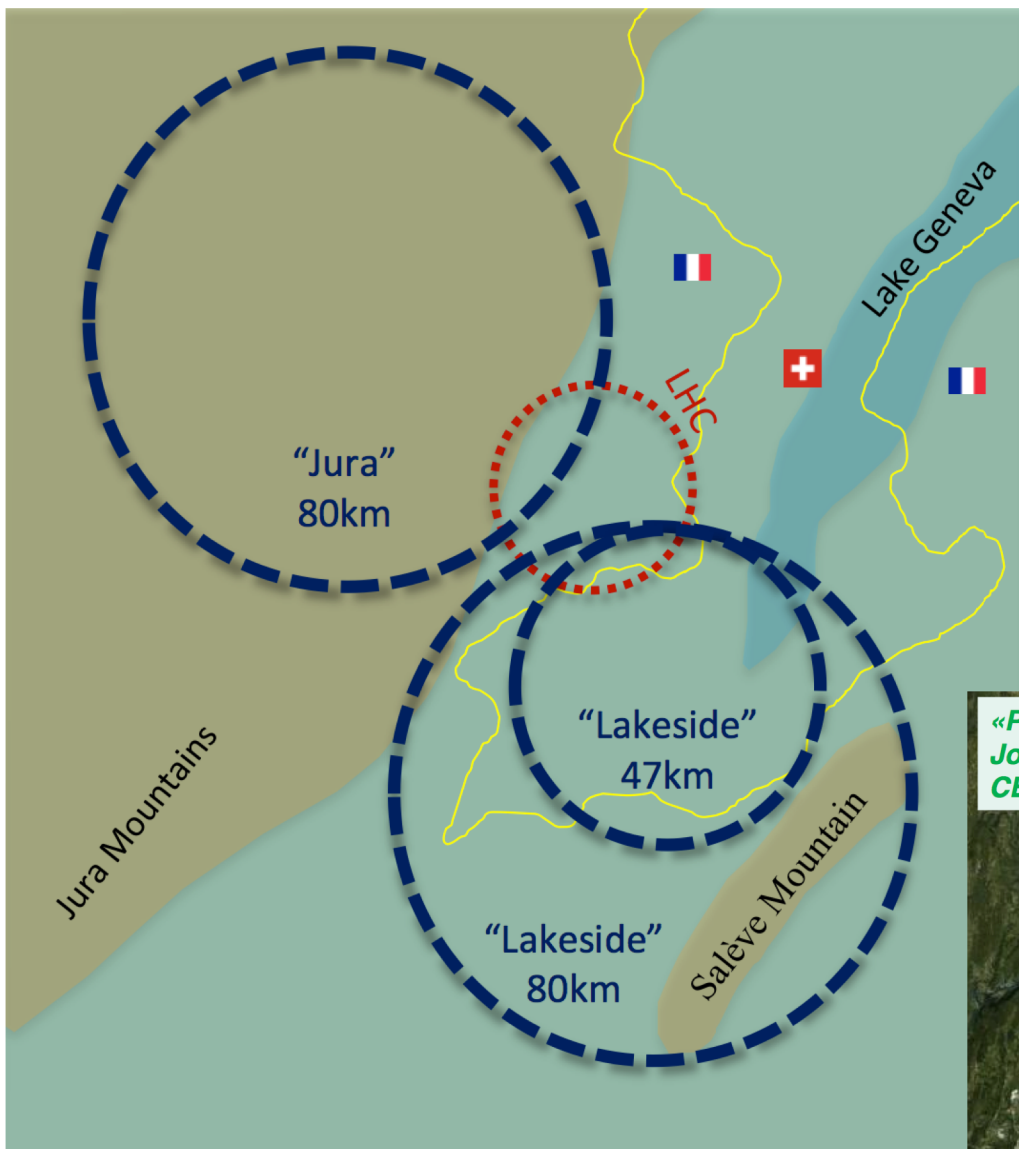 Lake Geneva
LHC
“Jura”
80km
“Lakeside”
47km
Jura Mountains
Salève Mountain
“Lakeside”
80km